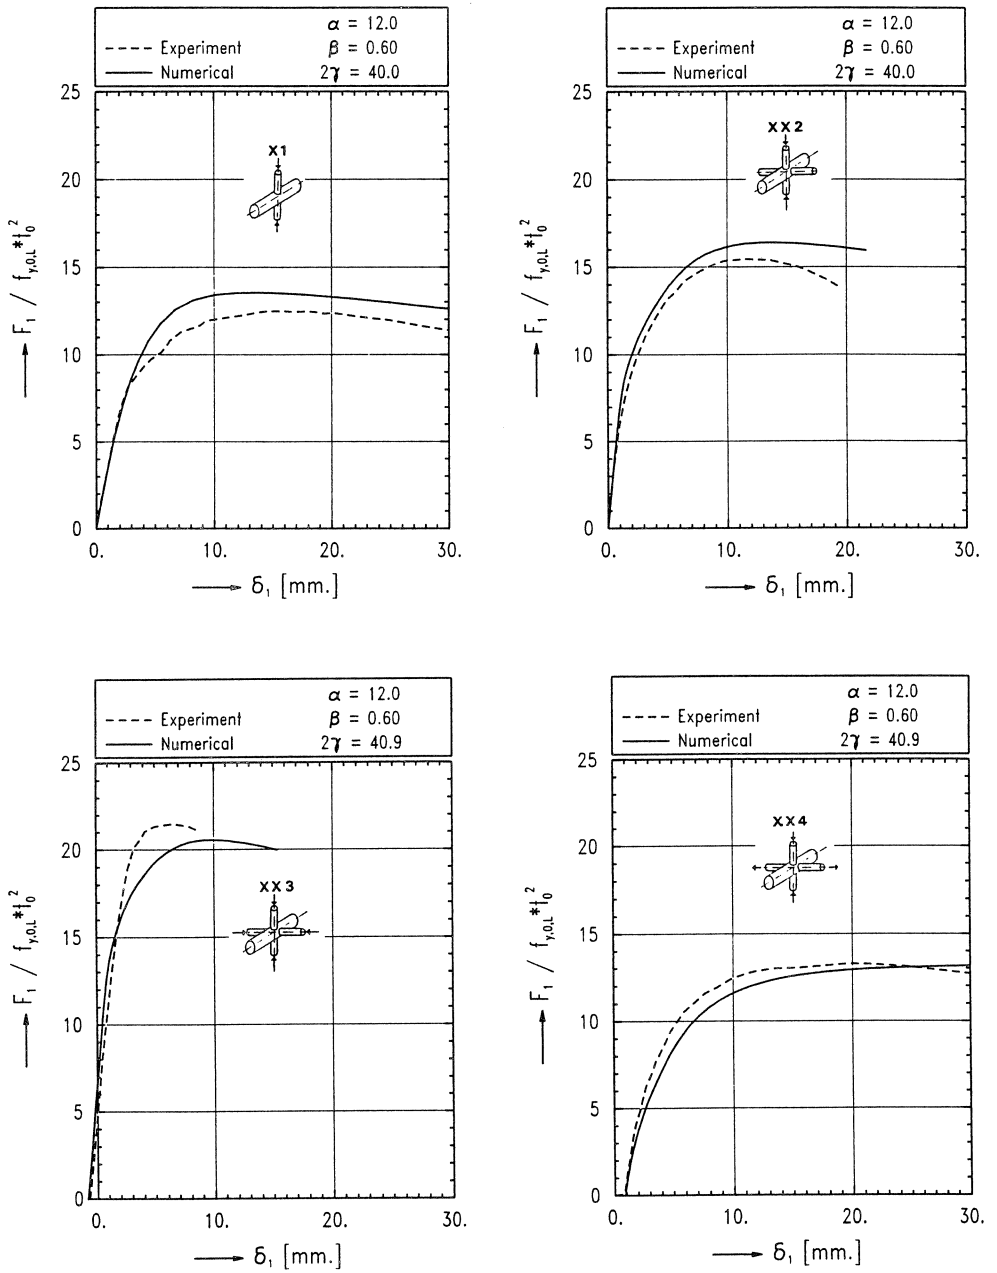 α = 12.0
Experiment β = 0.60
Numerical 2γ = 40.0
25
20
15
10
5
0
X1
F₁ / f_y,0,L * t₀²
0. 10. 20. 30.
δ₁ [mm.]
α = 12.0
Experiment β = 0.60
Numerical 2γ = 40.0
25
20
15
10
5
0
XX2
F₁ / f_y,0,L * t₀²
0. 10. 20. 30.
δ₁ [mm.]
α = 12.0
Experiment β = 0.60
Numerical 2γ = 40.9
25
20
15
10
5
0
XX3
F₁ / f_y,0,L * t₀²
0. 10. 20. 30.
δ₁ [mm.]
α = 12.0
Experiment β = 0.60
Numerical 2γ = 40.9
25
20
15
10
5
0
XX4
F₁ / f_y,0,L * t₀²
0. 10. 20. 30.
δ₁ [mm.]